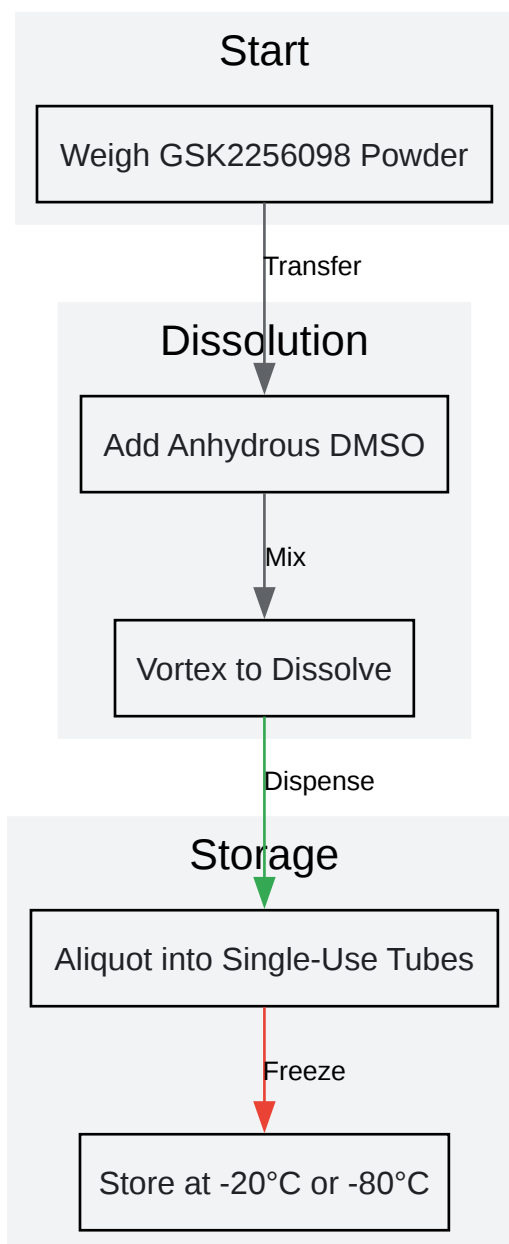 Start
Weigh GSK2256098 Powder
Transfer
Dissolution
Add Anhydrous DMSO
Mix
Vortex to Dissolve
Dispense
Storage
Aliquot into Single-Use Tubes
Freeze
Store at -20°C or -80°C